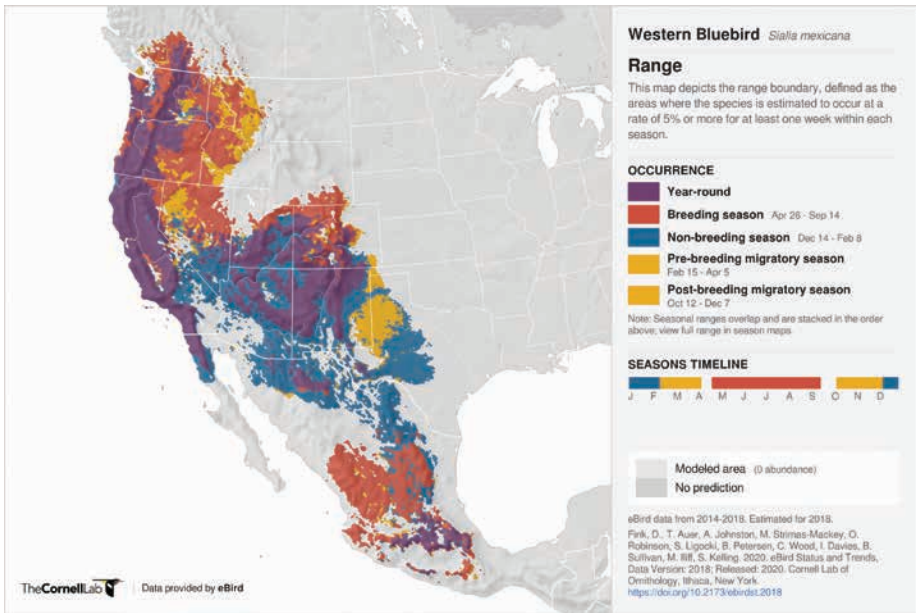 Western Bluebird Sialia mexicana
Range
This map depicts the range boundary, defined as the
areas where the species is estimated to occur at a
rate of 5% or more for at least one week within each
season.
OCCURRENCE
Year-round
Breeding season Apr 26 - Sep 14
Non-breeding season Dec 14 - Feb 8
Pre-breeding migratory season
Feb 15 - Apr 5
Post-breeding migratory season
Oct 12 - Dec 7
Note: Seasonal ranges overlap and are stacked in the order
above; view full range in season maps.
SEASONS TIMELINE
J F M A M J J A S O N D
Modeled area (0 abundance)
No prediction
eBird data from 2014-2018. Estimated for 2018.
Fink, D., T. Auer, A. Johnston, M. Strimas-Mackey, O.
Robinson, S. Ligocki, B. Petersen, C. Wood, I. Davies, B.
Sullivan, M. Iliff, S. Kelling. 2020. eBird Status and Trends,
Data Version: 2018; Released: 2020. Cornell Lab of
Ornithology, Ithaca, New York.
https://doi.org/10.2173/ebirdst.2018
TheCornellLab Data provided by eBird